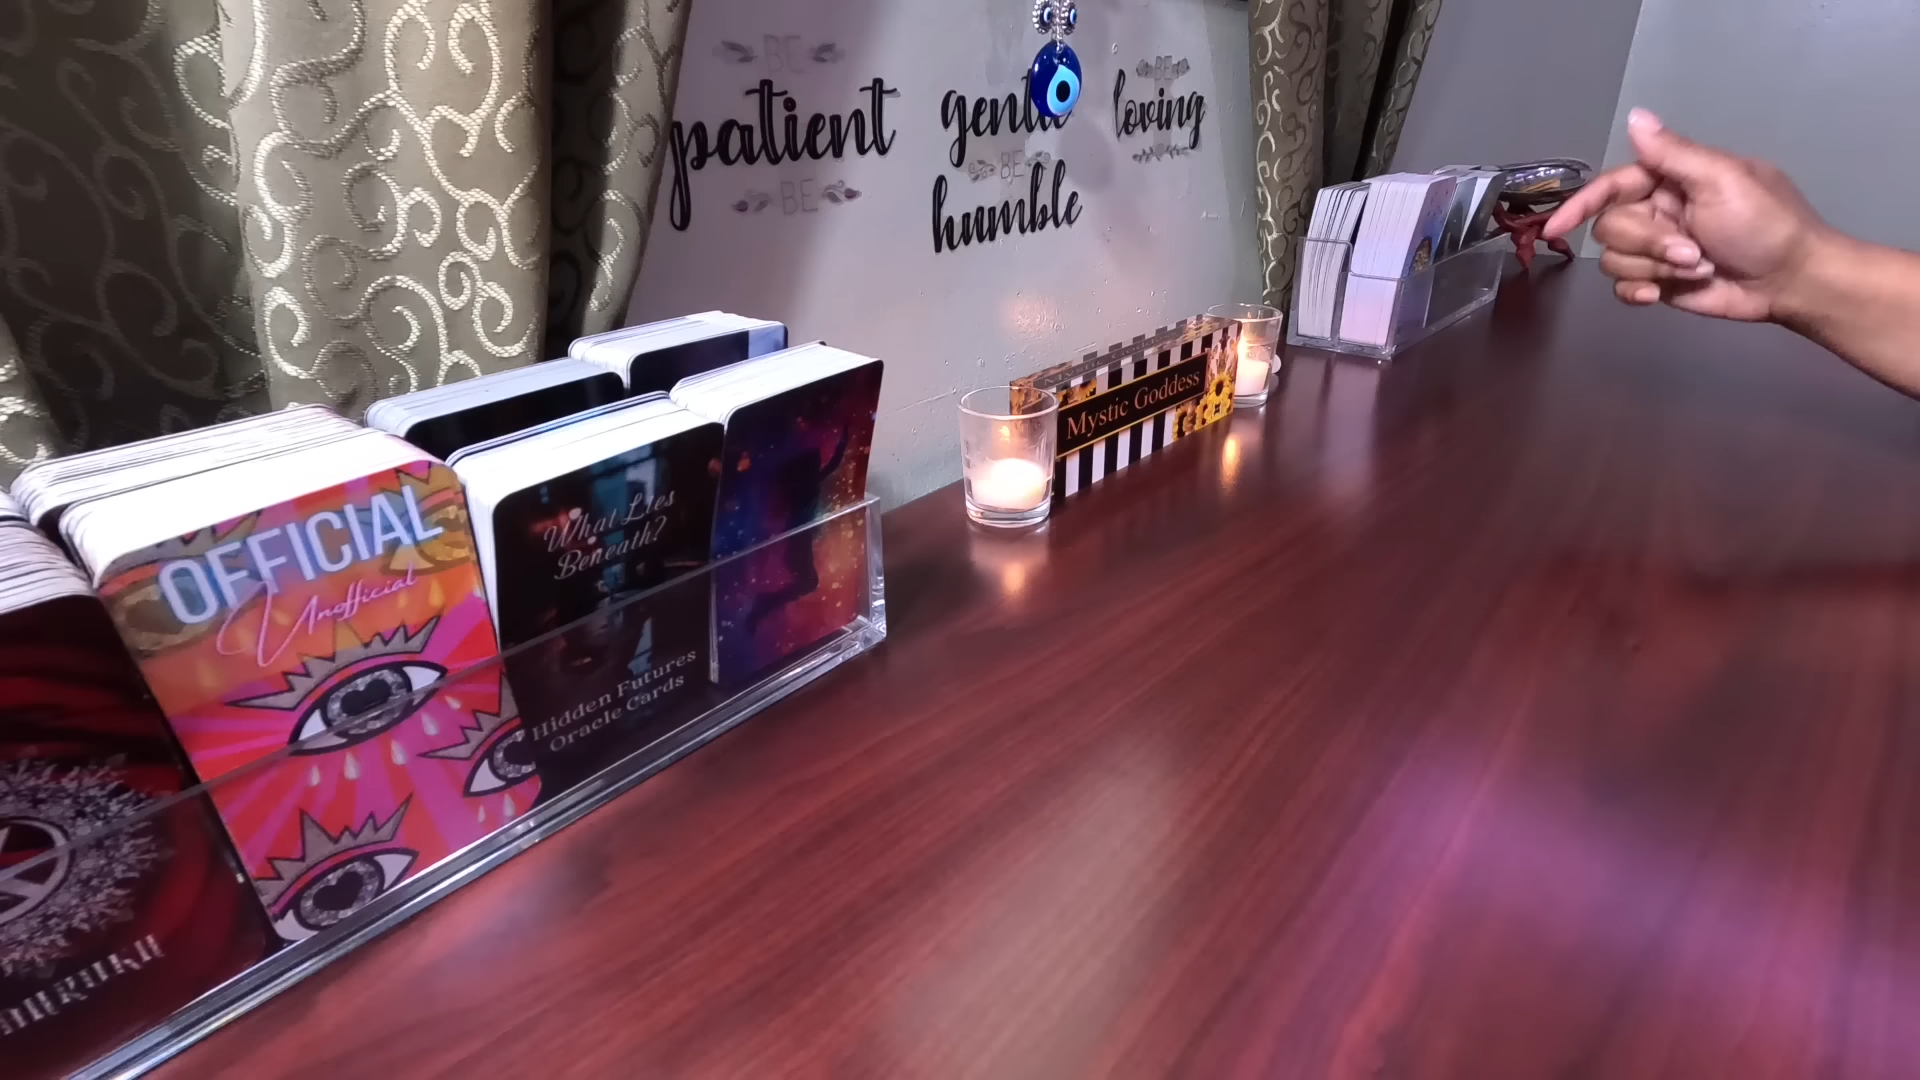 BE
patient
BE
gentle
BE
humble
BE
loving
Mystic Goddess
OFFICIAL
Unofficial
What Lies
Beneath?
Hidden Futures
Oracle Cards